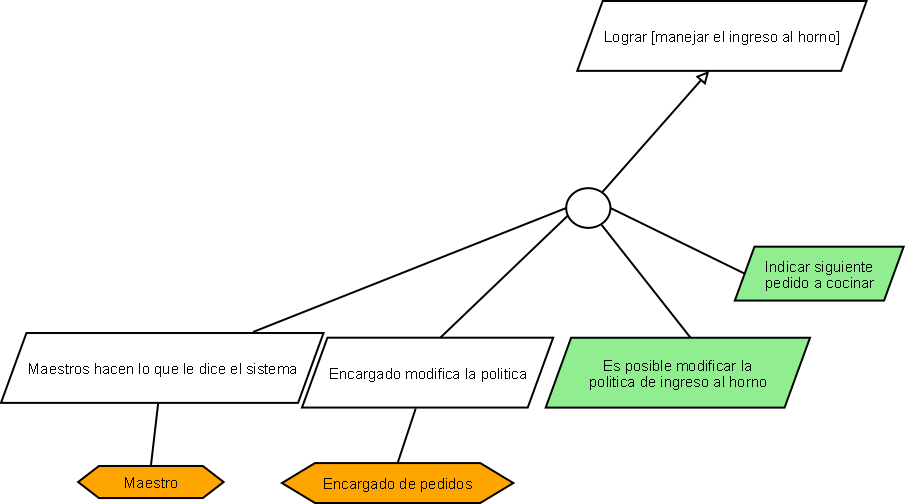 Lograr [manejar el ingreso al horno]
Indicar siguiente
pedido a cocinar
Maestros hacen lo que le dice el sistema
Encargado modifica la politica
Es posible modificar la
politica de ingreso al horno
Maestro
Encargado de pedidos